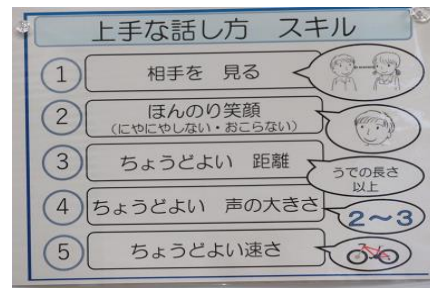 上手な話し方　スキル
1 相手を　見る
2 ほんのり笑顔
(にやにやしない・おこらない)
3 ちょうどよい　距離
うでの長さ
以上
4 ちょうどよい　声の大きさ
2～3
5 ちょうどよい速さ